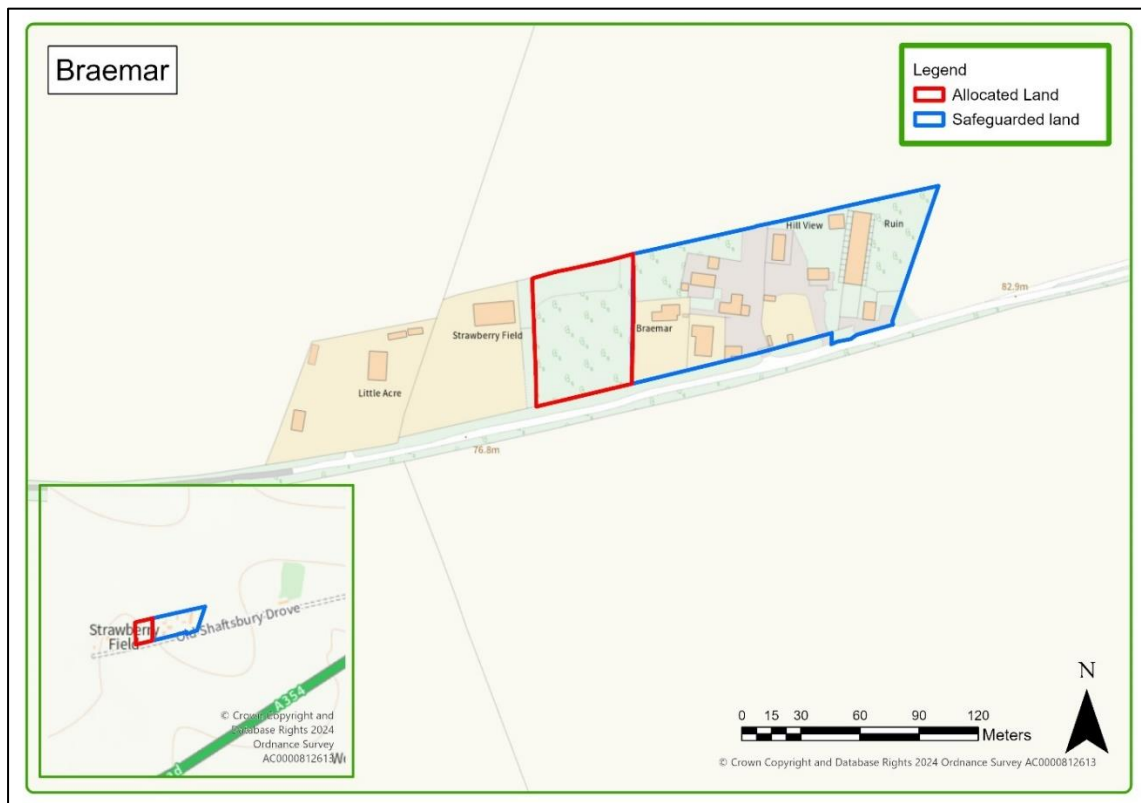 Braemar
Legend
Allocated Land
Safeguarded land
Hill View
Ruin
82.9m
Strawberry Field
Braemar
Little Acre
76.8m
Strawberry
Field
Old Shaftsbury Drove
A354
© Crown Copyright and
Database Rights 2024
Ordnance Survey
AC0000812613
N
0 15 30 60 90 120
Meters
© Crown Copyright and Database Rights 2024 Ordnance Survey AC0000812613